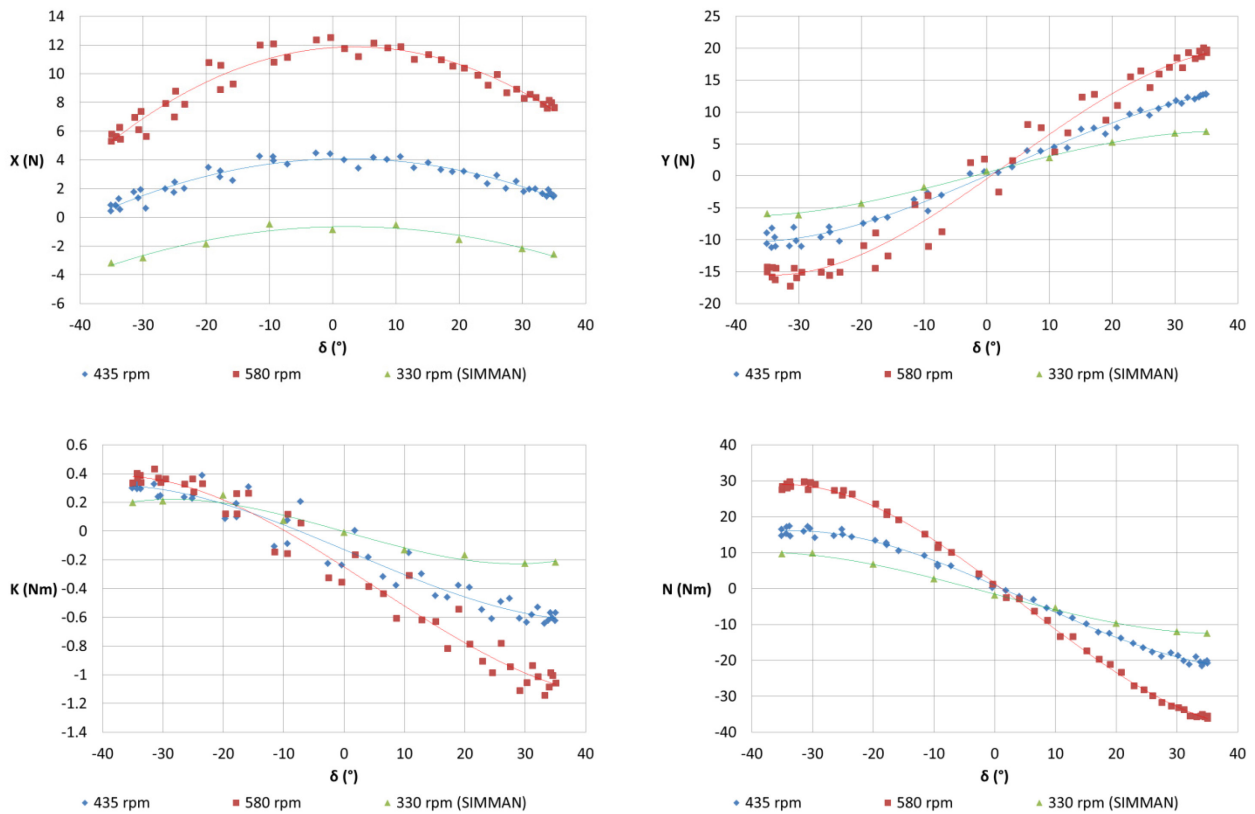 14
12
10
8
6
X (N) 4
2
0
-2
-4
-6
-40 -30 -20 -10 0 10 20 30 40
δ (°)
435 rpm 580 rpm 330 rpm (SIMMAN)
25
20
15
10
5
Y (N)
0
-5
-10
-15
-20
-40 -30 -20 -10 0 10 20 30 40
δ (°)
435 rpm 580 rpm 330 rpm (SIMMAN)
0.6
0.4
0.2
0
-0.2
K (Nm) -0.4
-0.6
-0.8
-1
-1.2
-1.4
-40 -30 -20 -10 0 10 20 30 40
δ (°)
435 rpm 580 rpm 330 rpm (SIMMAN)
40
30
20
10
N (Nm) 0
-10
-20
-30
-40
-40 -30 -20 -10 0 10 20 30 40
δ (°)
435 rpm 580 rpm 330 rpm (SIMMAN)